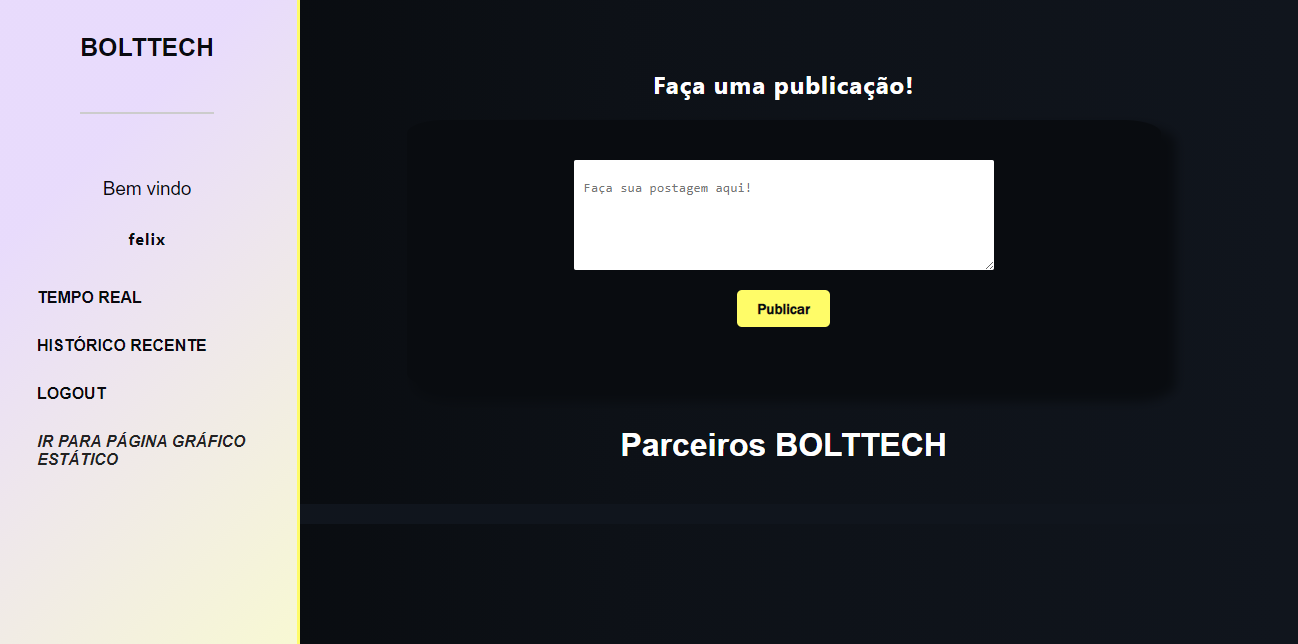 BOLTTECH
Bem vindo
felix
TEMPO REAL
HISTÓRICO RECENTE
LOGOUT
IR PARA PÁGINA GRÁFICO
ESTÁTICO
Faça uma publicação!
Faça sua postagem aqui!
Publicar
Parceiros BOLTTECH